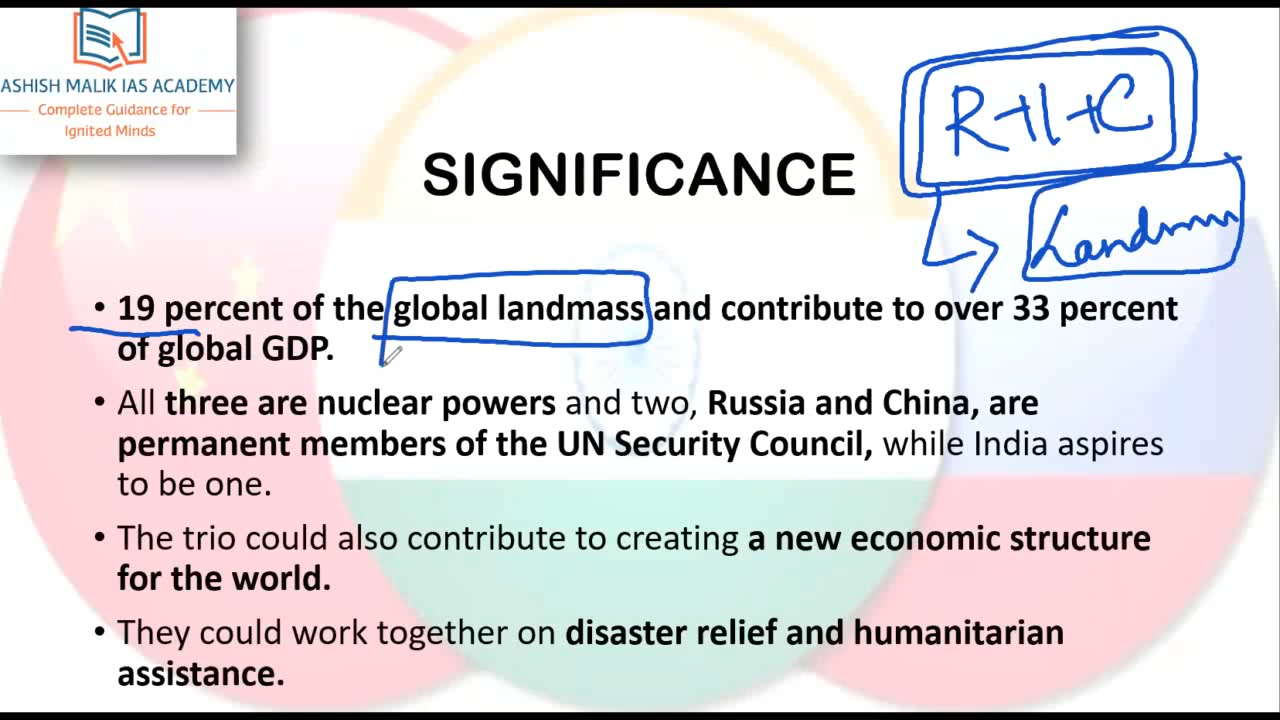 ASHISH MALIK IAS ACADEMY
Complete Guidance for
Ignited Minds
R+I+C
SIGNIFICANCE
• 19 percent of the global landmass and contribute to over 33 percent
of global GDP.
• All three are nuclear powers and two, Russia and China, are
permanent members of the UN Security Council, while India aspires
to be one.
• The trio could also contribute to creating a new economic structure
for the world.
• They could work together on disaster relief and humanitarian
assistance.